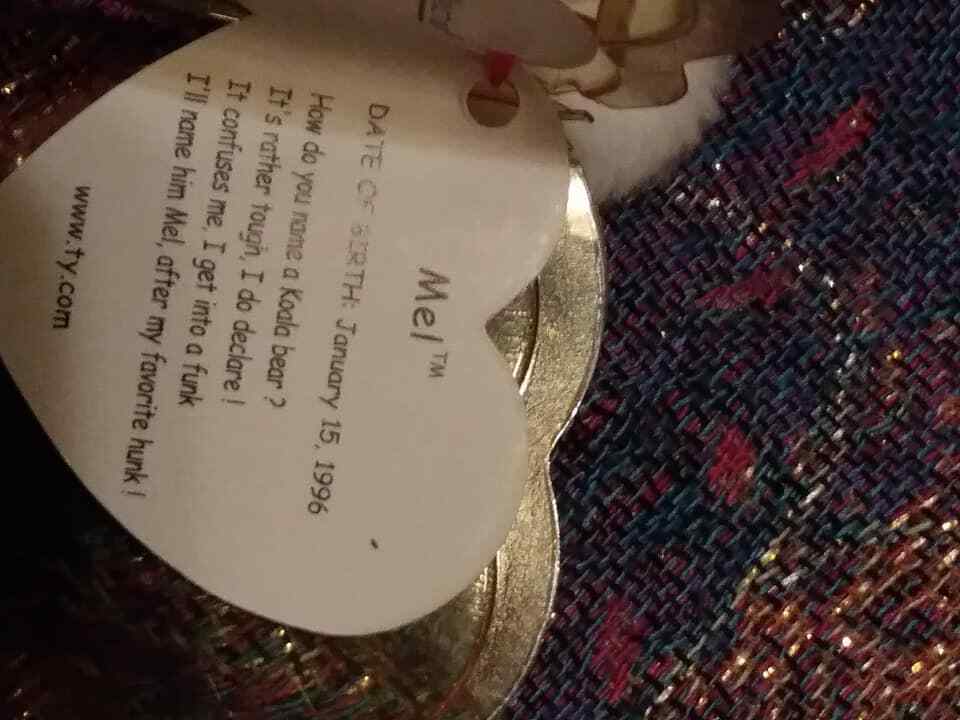 Mel™
DATE OF BIRTH: January 15, 1996
How do you name a Koala bear?
It's rather tough, I do declare!
It confuses me, I get into a funk
I'll name him Mel, after my favorite hunk!
www.ty.com